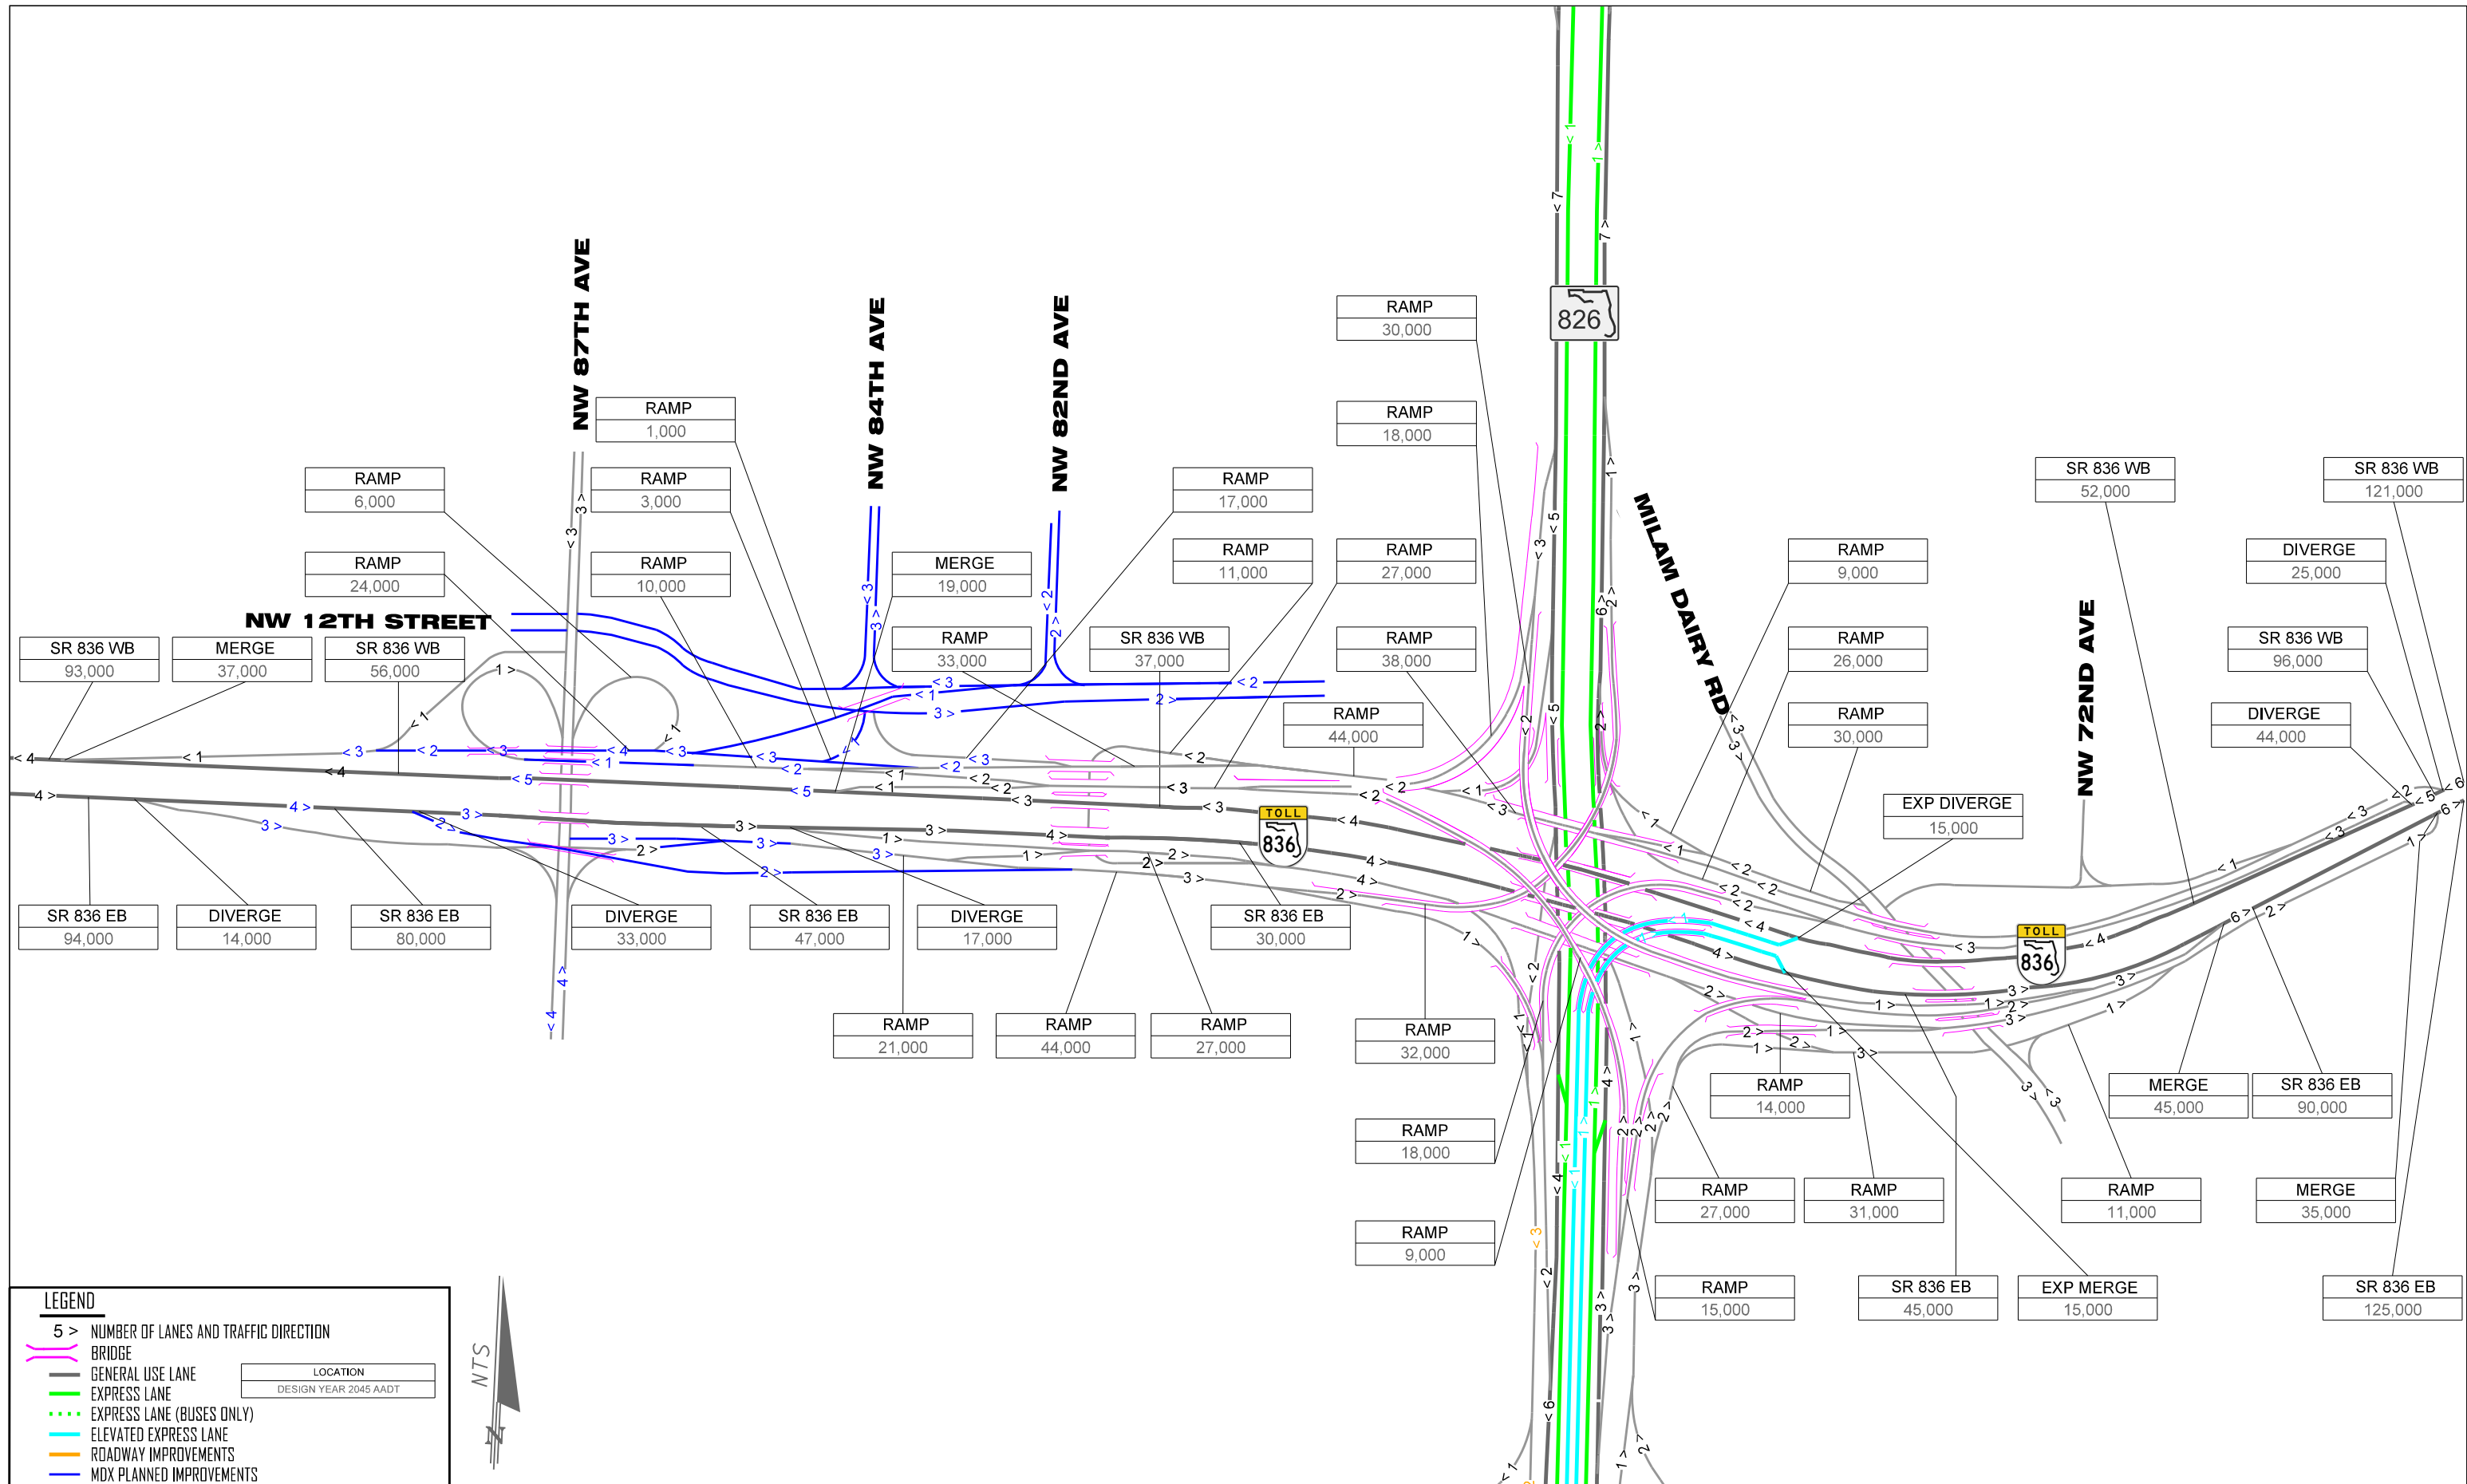 NW 87TH AVE
NW 84TH AVE
NW 82ND AVE
826
MILAM DAIRY RD
NW 72ND AVE
NW 12TH STREET
RAMP
30,000
RAMP
18,000
RAMP
1,000
RAMP
6,000
RAMP
3,000
RAMP
17,000
SR 836 WB
52,000
SR 836 WB
121,000
RAMP
24,000
RAMP
10,000
MERGE
19,000
RAMP
11,000
RAMP
27,000
RAMP
9,000
DIVERGE
25,000
SR 836 WB
93,000
MERGE
37,000
SR 836 WB
56,000
RAMP
33,000
SR 836 WB
37,000
RAMP
38,000
RAMP
26,000
SR 836 WB
96,000
RAMP
44,000
RAMP
30,000
DIVERGE
44,000
EXP DIVERGE
15,000
TOLL
836
TOLL
836
SR 836 EB
94,000
DIVERGE
14,000
SR 836 EB
80,000
DIVERGE
33,000
SR 836 EB
47,000
DIVERGE
17,000
SR 836 EB
30,000
RAMP
21,000
RAMP
44,000
RAMP
27,000
RAMP
32,000
RAMP
14,000
MERGE
45,000
SR 836 EB
90,000
RAMP
18,000
RAMP
27,000
RAMP
31,000
RAMP
11,000
MERGE
35,000
RAMP
9,000
RAMP
15,000
SR 836 EB
45,000
EXP MERGE
15,000
SR 836 EB
125,000
LEGEND
5 > NUMBER OF LANES AND TRAFFIC DIRECTION
BRIDGE
GENERAL USE LANE
LOCATION
DESIGN YEAR 2045 AADT
EXPRESS LANE
EXPRESS LANE (BUSES ONLY)
ELEVATED EXPRESS LANE
ROADWAY IMPROVEMENTS
MDX PLANNED IMPROVEMENTS
NTS
N